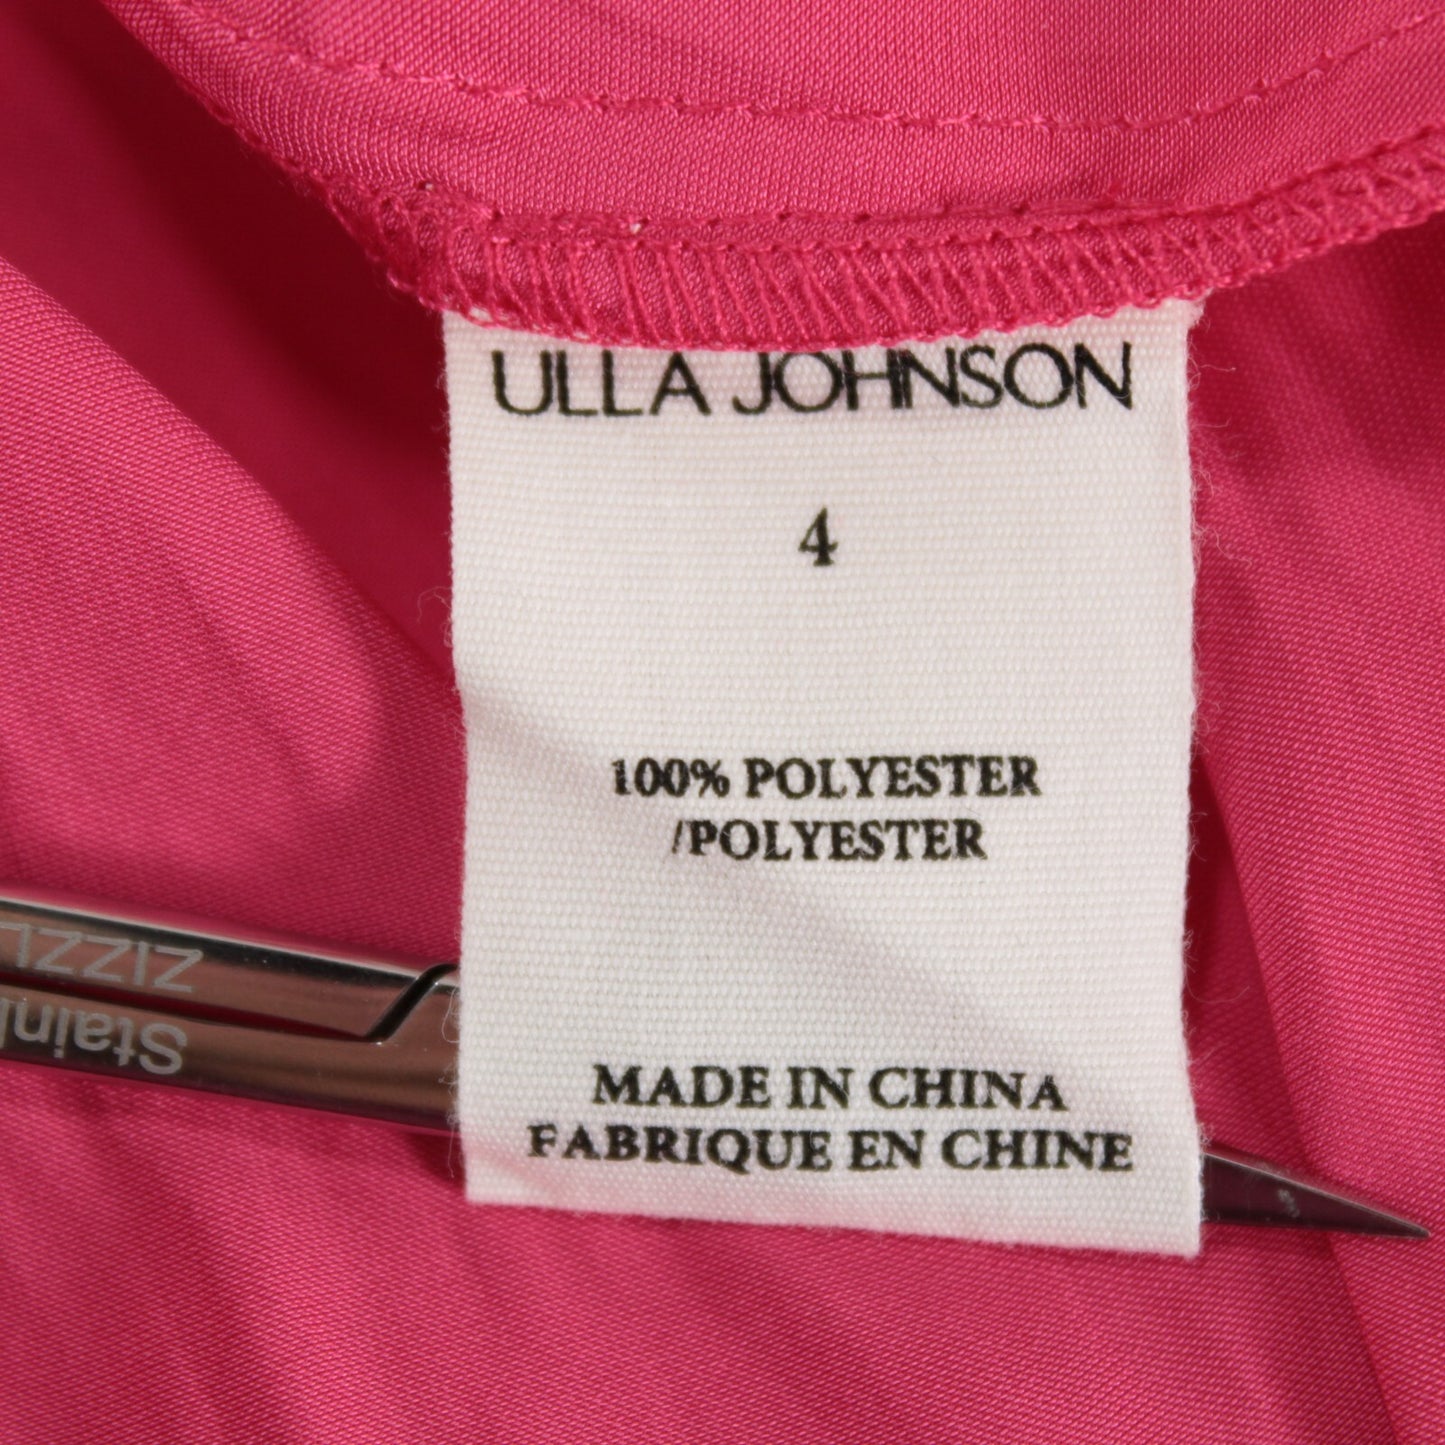 ULLA JOHNSON
4
100% POLYESTER
/POLYESTER
MADE IN CHINA
FABRIQUE EN CHINE